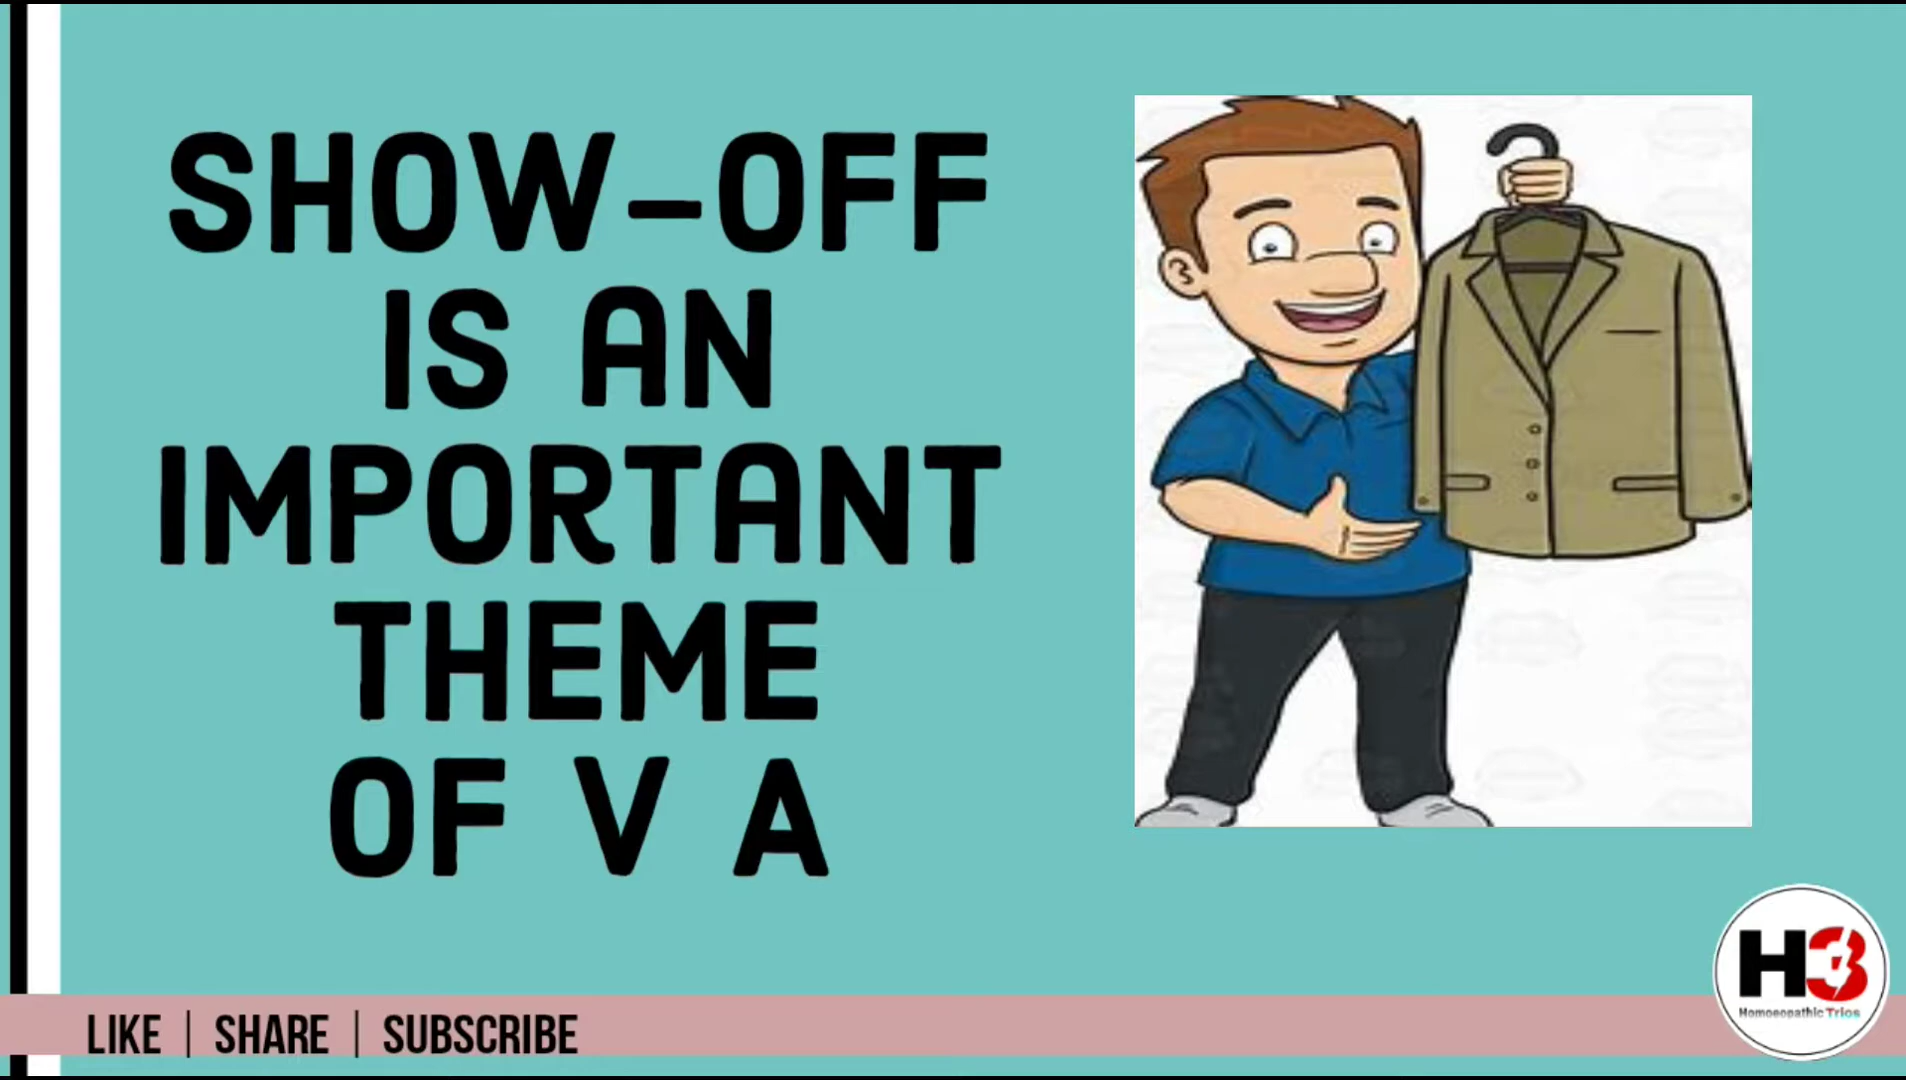 SHOW-OFF
IS AN
IMPORTANT
THEME
OF V A
H3
Homoeopathic Trios
LIKE | SHARE | SUBSCRIBE